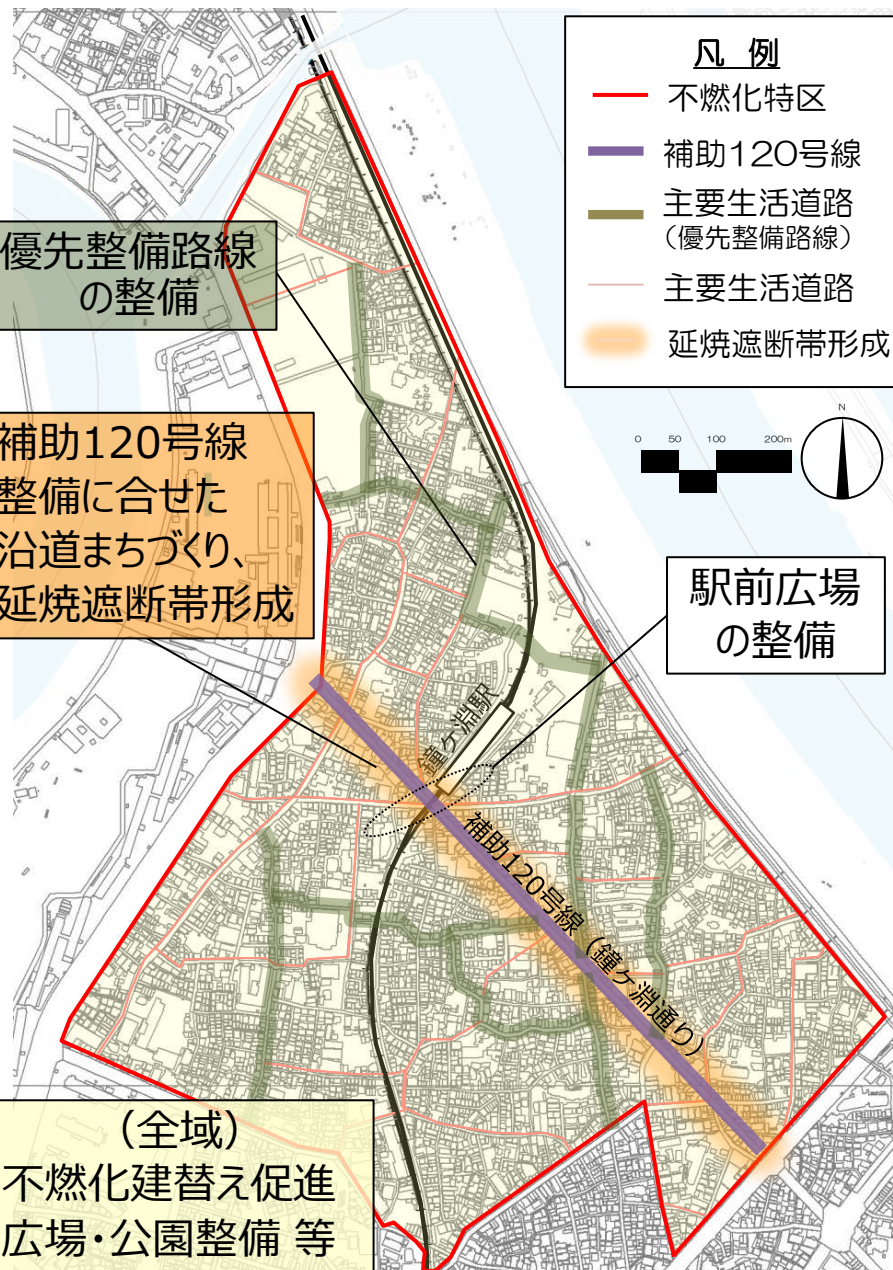 凡 例
不燃化特区
補助120号線
主要生活道路
（優先整備路線）
主要生活道路
延焼遮断帯形成
0 50 100 200m
N
優先整備路線
の整備
補助120号線
整備に合せた
沿道まちづくり、
延焼遮断帯形成
駅前広場
の整備
鐘ヶ淵駅
補助120号線（鐘ヶ淵通り）
（全域）
不燃化建替え促進
広場・公園整備 等